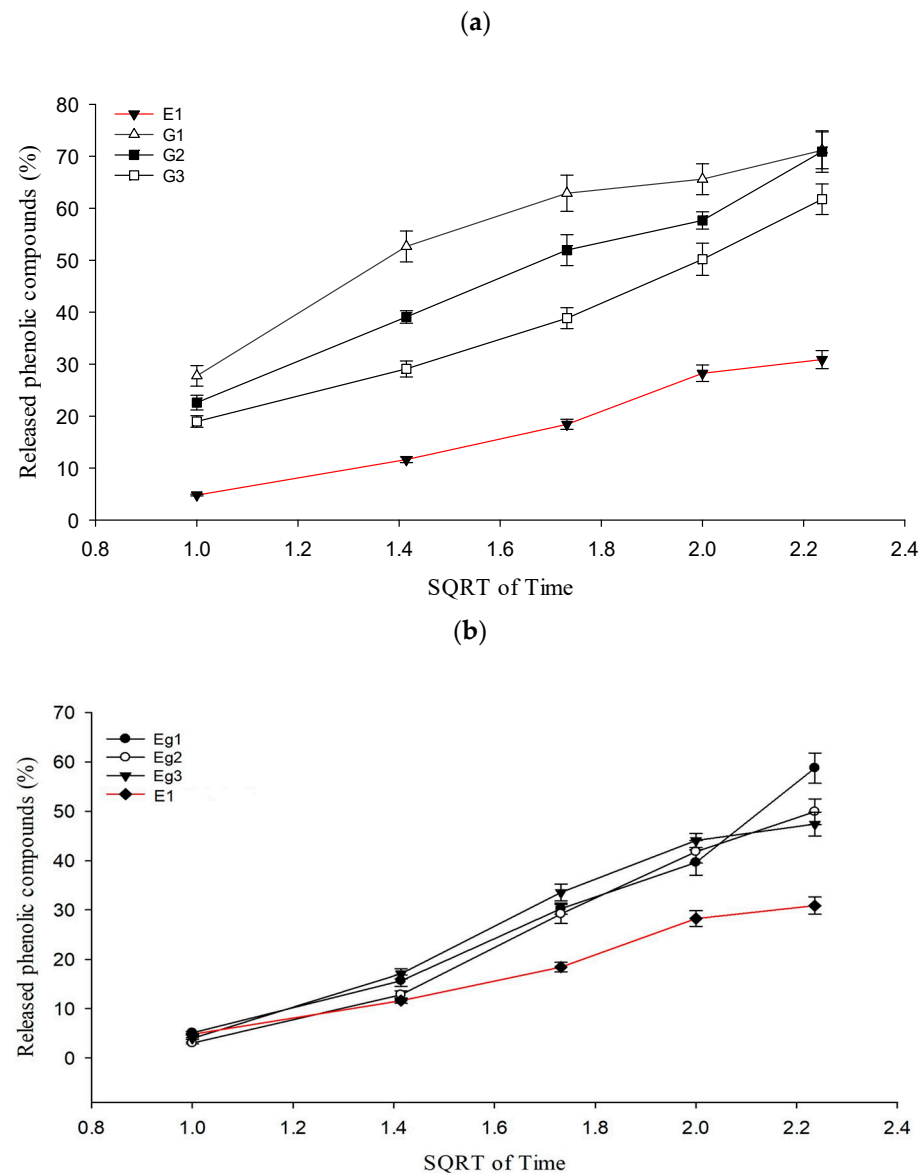 (a)
Released phenolic compounds (%)
80
70
60
50
40
30
20
10
0
E1
G1
G2
G3
0.8 1.0 1.2 1.4 1.6 1.8 2.0 2.2 2.4
SQRT of Time
(b)
Released phenolic compounds (%)
70
60
50
40
30
20
10
0
Eg1
Eg2
Eg3
E1
0.8 1.0 1.2 1.4 1.6 1.8 2.0 2.2 2.4
SQRT of Time